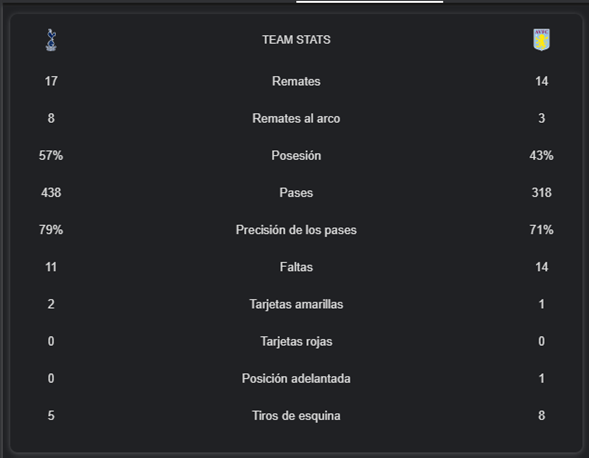 TEAM STATS
17 Remates 14
8 Remates al arco 3
57% Posesión 43%
438 Pases 318
79% Precisión de los pases 71%
11 Faltas 14
2 Tarjetas amarillas 1
0 Tarjetas rojas 0
0 Posición adelantada 1
5 Tiros de esquina 8